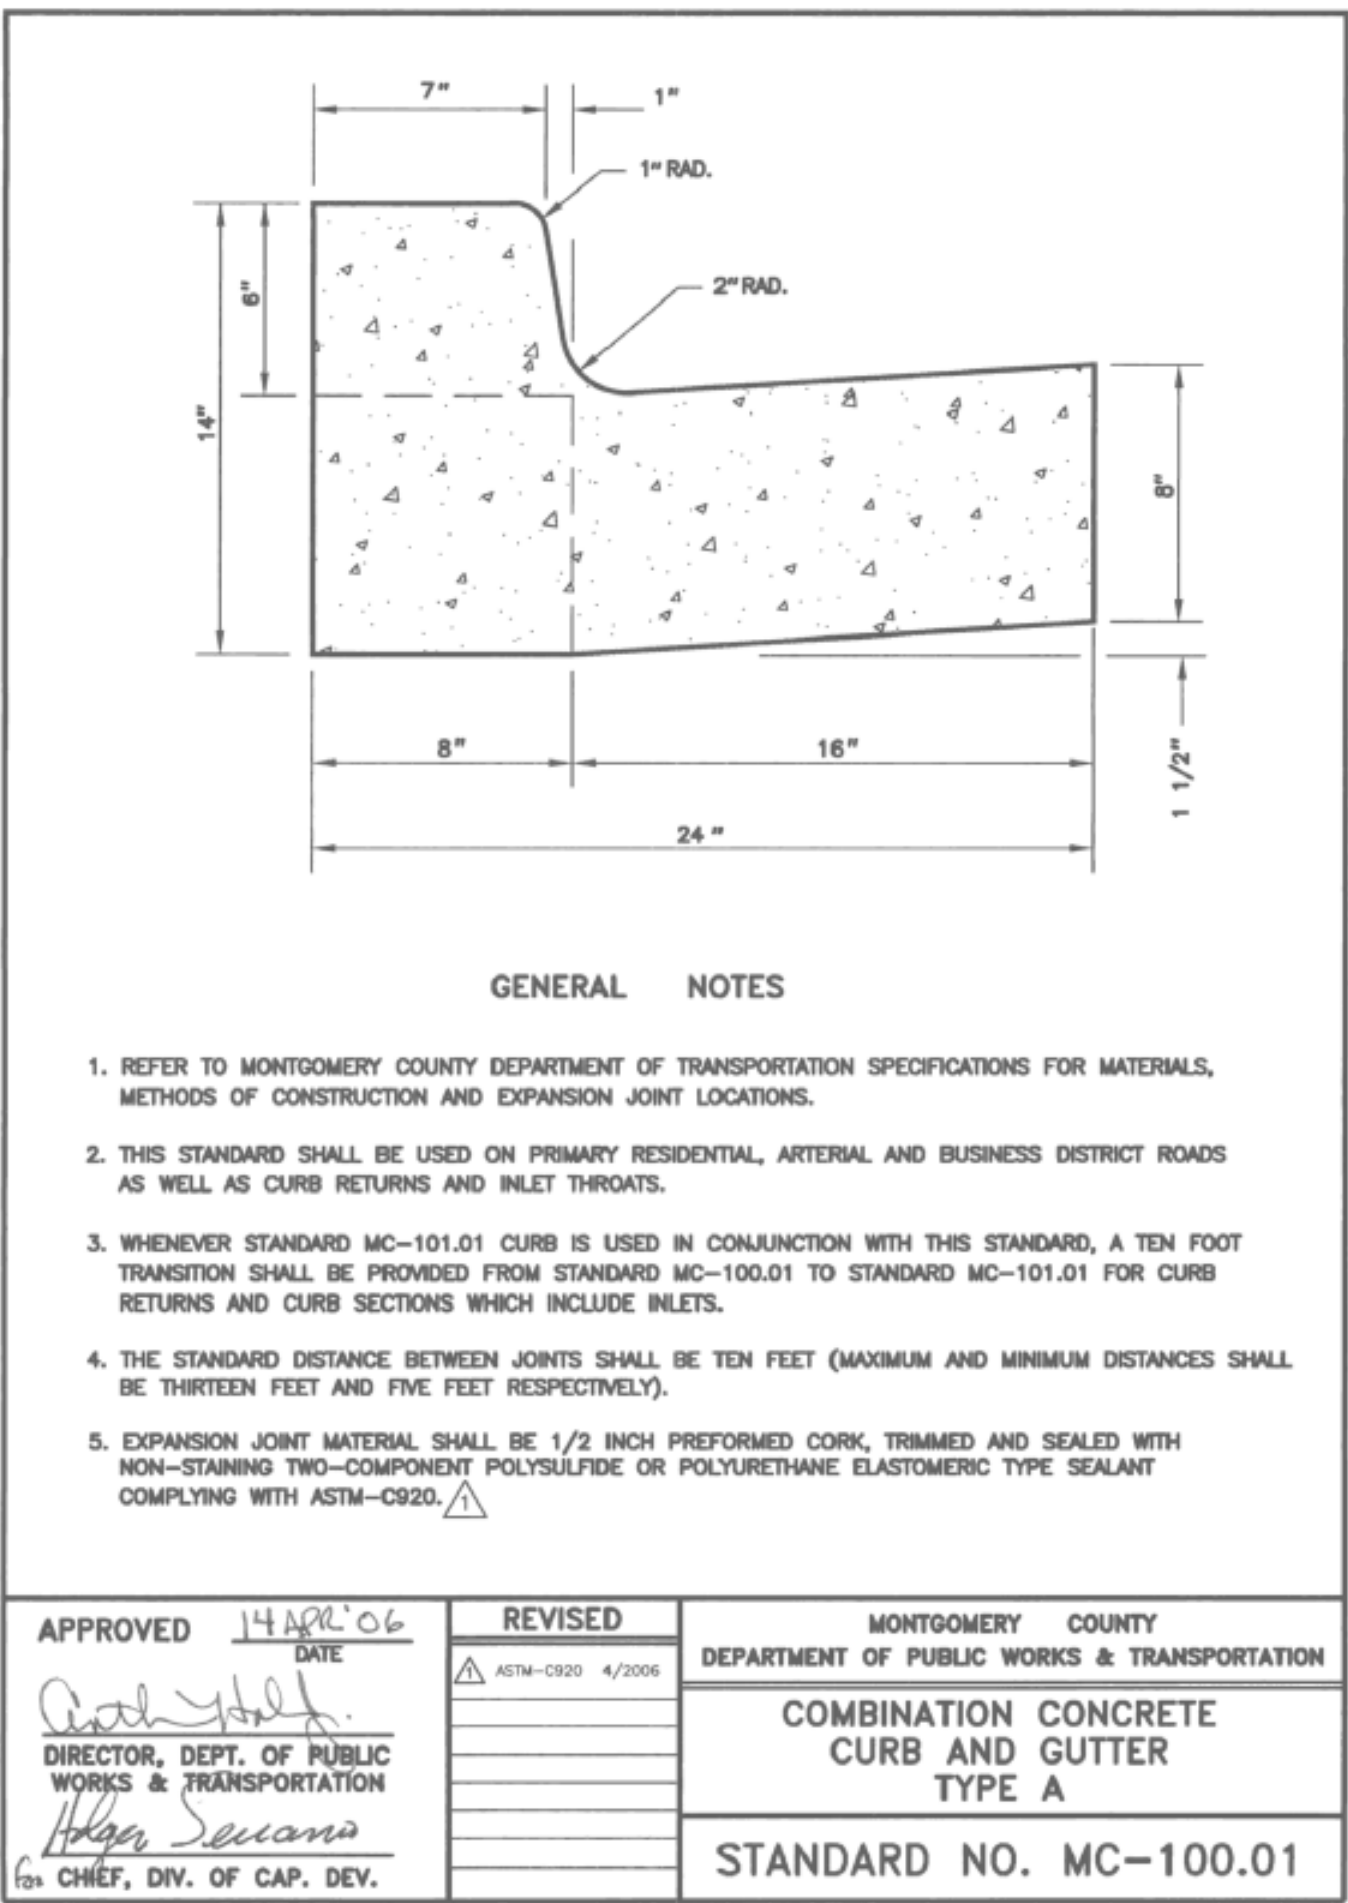 7"
1"
1" RAD.
2" RAD.
6"
14"
8"
8"
16"
1 1/2"
24 "
GENERAL NOTES
1. REFER TO MONTGOMERY COUNTY DEPARTMENT OF TRANSPORTATION SPECIFICATIONS FOR MATERIALS,
METHODS OF CONSTRUCTION AND EXPANSION JOINT LOCATIONS.
2. THIS STANDARD SHALL BE USED ON PRIMARY RESIDENTIAL, ARTERIAL AND BUSINESS DISTRICT ROADS
AS WELL AS CURB RETURNS AND INLET THROATS.
3. WHENEVER STANDARD MC-101.01 CURB IS USED IN CONJUNCTION WITH THIS STANDARD, A TEN FOOT
TRANSITION SHALL BE PROVIDED FROM STANDARD MC-100.01 TO STANDARD MC-101.01 FOR CURB
RETURNS AND CURB SECTIONS WHICH INCLUDE INLETS.
4. THE STANDARD DISTANCE BETWEEN JOINTS SHALL BE TEN FEET (MAXIMUM AND MINIMUM DISTANCES SHALL
BE THIRTEEN FEET AND FIVE FEET RESPECTIVELY).
5. EXPANSION JOINT MATERIAL SHALL BE 1/2 INCH PREFORMED CORK, TRIMMED AND SEALED WITH
NON-STAINING TWO-COMPONENT POLYSULFIDE OR POLYURETHANE ELASTOMERIC TYPE SEALANT
COMPLYING WITH ASTM-C920. 1
APPROVED 14 APR '06
DATE
DIRECTOR, DEPT. OF PUBLIC
WORKS & TRANSPORTATION
for CHIEF, DIV. OF CAP. DEV.
REVISED
1 ASTM-C920 4/2006
MONTGOMERY COUNTY
DEPARTMENT OF PUBLIC WORKS & TRANSPORTATION
COMBINATION CONCRETE
CURB AND GUTTER
TYPE A
STANDARD NO. MC-100.01